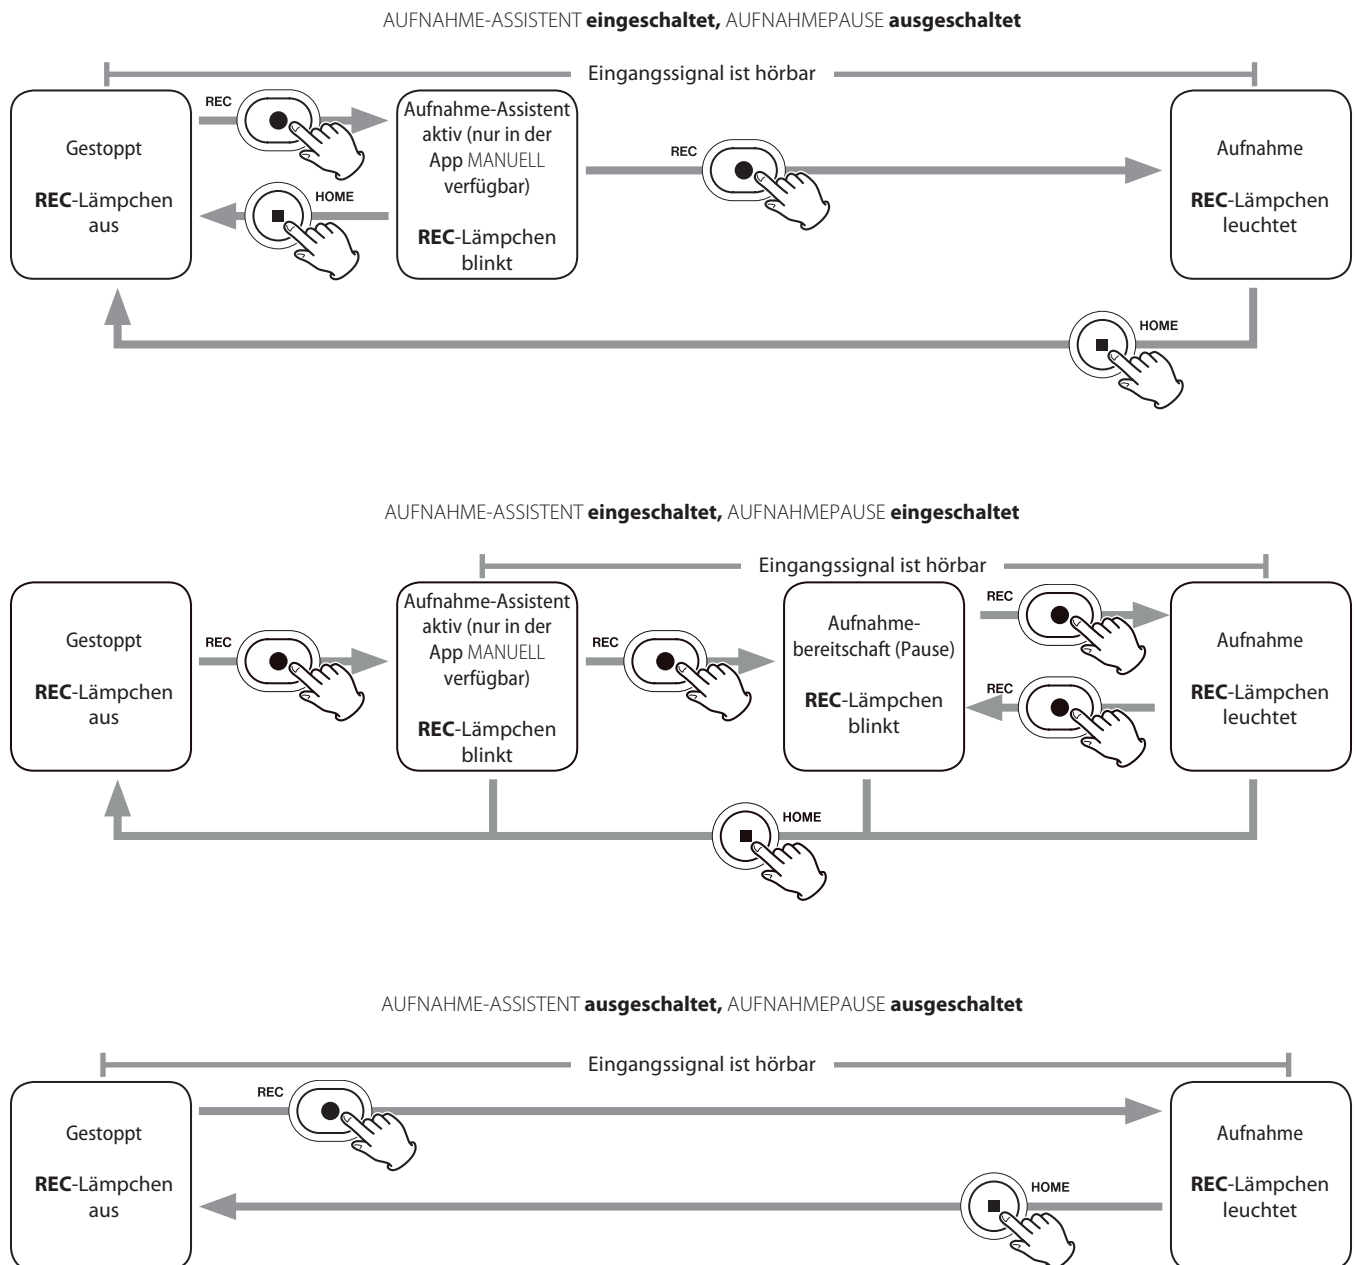 AUFNAHME-ASSISTENT eingeschaltet, AUFNAHMEPAUSE ausgeschaltet
Eingangssignal ist hörbar
Gestoppt
REC-Lämpchen
aus
REC
HOME
Aufnahme-Assistent
aktiv (nur in der
App MANUELL
verfügbar)
REC-Lämpchen
blinkt
REC
Aufnahme
REC-Lämpchen
leuchtet
HOME
AUFNAHME-ASSISTENT eingeschaltet, AUFNAHMEPAUSE eingeschaltet
Eingangssignal ist hörbar
Gestoppt
REC-Lämpchen
aus
REC
Aufnahme-Assistent
aktiv (nur in der
App MANUELL
verfügbar)
REC-Lämpchen
blinkt
REC
Aufnahme-
bereitschaft (Pause)
REC-Lämpchen
blinkt
REC
REC
Aufnahme
REC-Lämpchen
leuchtet
HOME
AUFNAHME-ASSISTENT ausgeschaltet, AUFNAHMEPAUSE ausgeschaltet
Eingangssignal ist hörbar
Gestoppt
REC-Lämpchen
aus
REC
HOME
Aufnahme
REC-Lämpchen
leuchtet